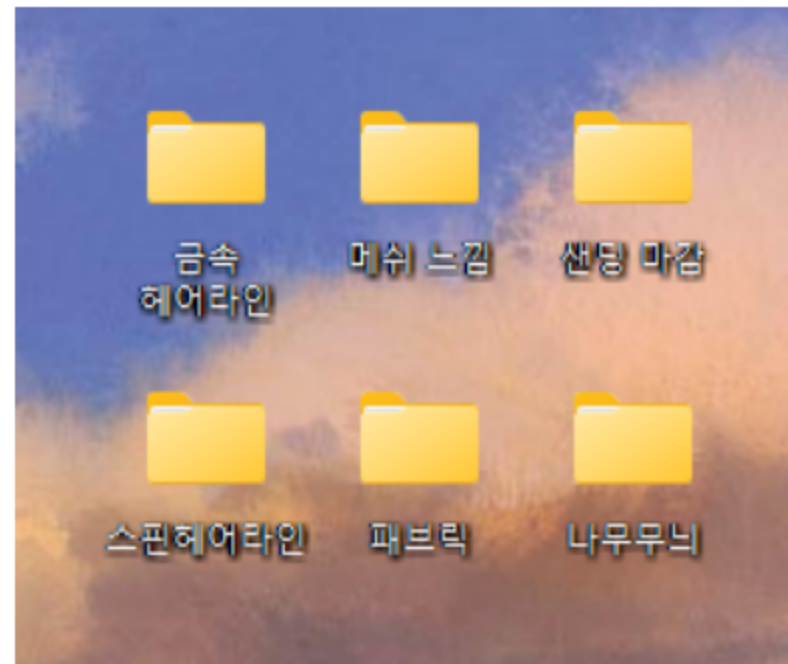 금속
헤어라인
메쉬 느낌
샌딩 마감
스핀헤어라인
패브릭
나무무늬